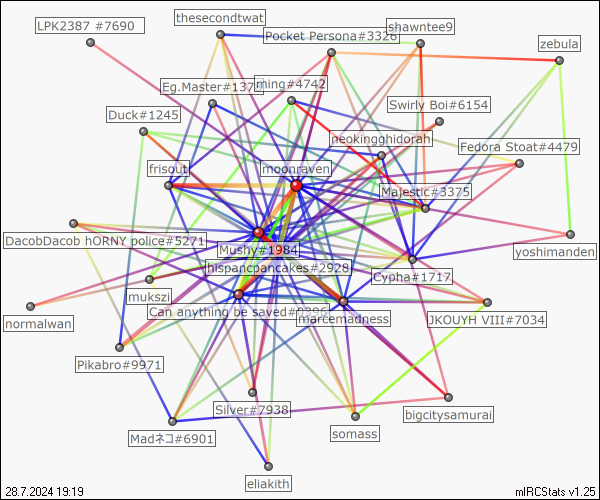 LPK2387 #7690
thesecondtwat
Pocket Persona#3326
shawntee9
zebula
Eg.Master#137
ming#4742
Swirly Boi#6154
Duck#1245
neokingghidorah
Fedora Stoat#4479
frisout
moonraven
Majestic#3375
DacobDacob hORNY police#5271
Mushy#1984
yoshimanden
hispancpancakes#2928
Cypha#1717
mukszi
Can anything be saved
normalwan
marcemadness
JKOUYH VIII#7034
Pikabro#9971
Silver#7938
bigcitysamurai
Madネコ#6901
somass
eliakith
28.7.2024 19:19
mIRCStats v1.25